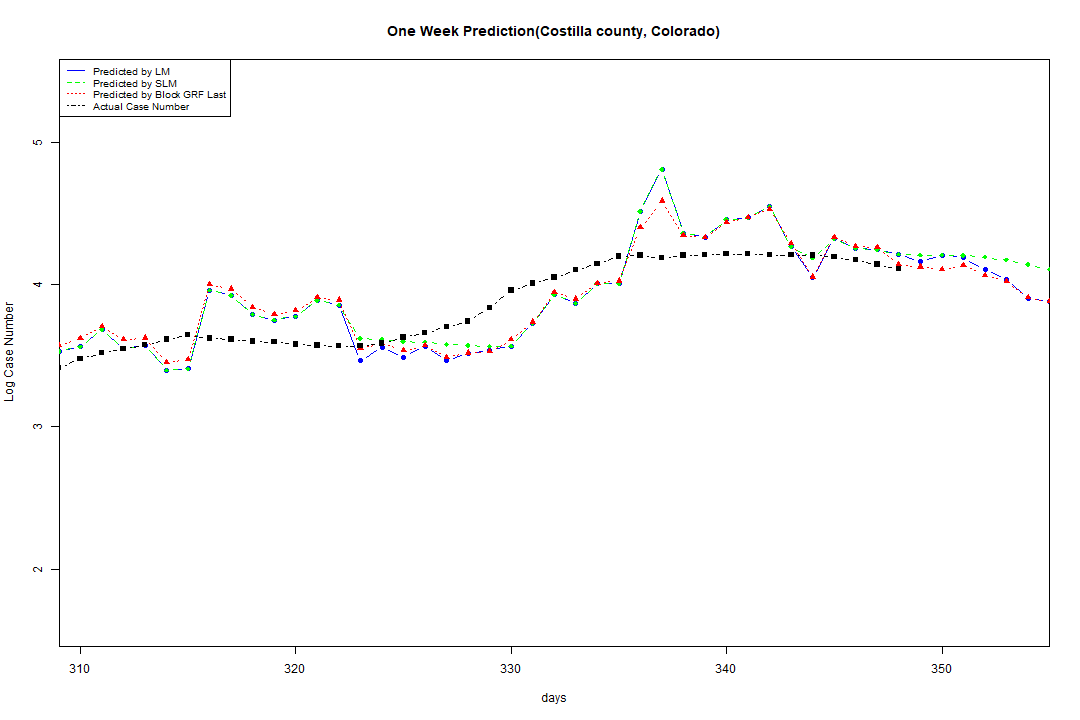 One Week Prediction(Costilla county, Colorado)
Predicted by LM
Predicted by SLM
Predicted by Block GRF Last
Actual Case Number
5
4
3
2
Log Case Number
310 320 330 340 350
days